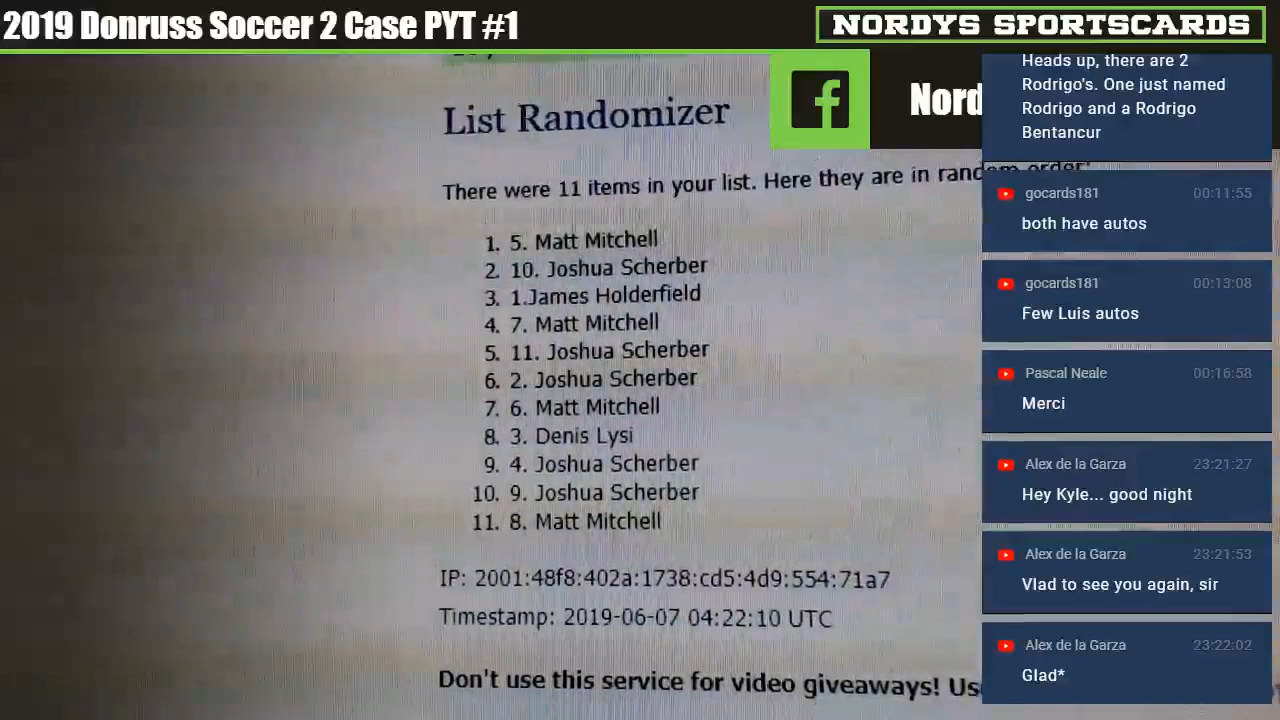 2019 Donruss Soccer 2 Case PYT #1
NORDYS SPORTSCARDS
f
Nord
List Randomizer
There were 11 items in your list. Here they are in random order:
1. 5. Matt Mitchell
2. 10. Joshua Scherber
3. 1.James Holderfield
4. 7. Matt Mitchell
5. 11. Joshua Scherber
6. 2. Joshua Scherber
7. 6. Matt Mitchell
8. 3. Denis Lysi
9. 4. Joshua Scherber
10. 9. Joshua Scherber
11. 8. Matt Mitchell
IP: 2001:48f8:402a:1738:cd5:4d9:554:71a7
Timestamp: 2019-06-07 04:22:10 UTC
Don't use this service for video giveaways! Us
Heads up, there are 2
Rodrigo's. One just named
Rodrigo and a Rodrigo
Bentancur
gocards181 00:11:55
both have autos
gocards181 00:13:08
Few Luis autos
Pascal Neale 00:16:58
Merci
Alex de la Garza 23:21:27
Hey Kyle... good night
Alex de la Garza 23:21:53
Vlad to see you again, sir
Alex de la Garza 23:22:02
Glad*